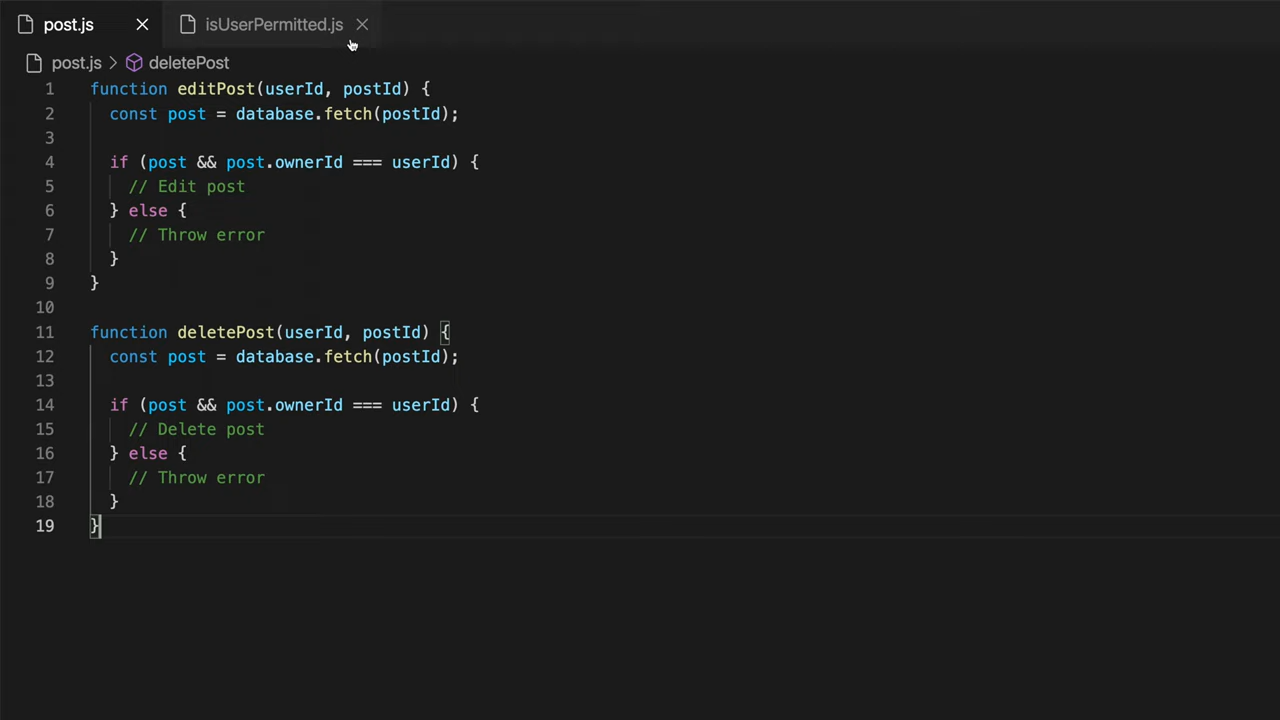 post.js isUserPermitted.js
post.js > deletePost
1 function editPost(userId, postId) {
2 const post = database.fetch(postId);
3
4 if (post && post.ownerId === userId) {
5 // Edit post
6 } else {
7 // Throw error
8 }
9 }
10
11 function deletePost(userId, postId) {
12 const post = database.fetch(postId);
13
14 if (post && post.ownerId === userId) {
15 // Delete post
16 } else {
17 // Throw error
18 }
19 }